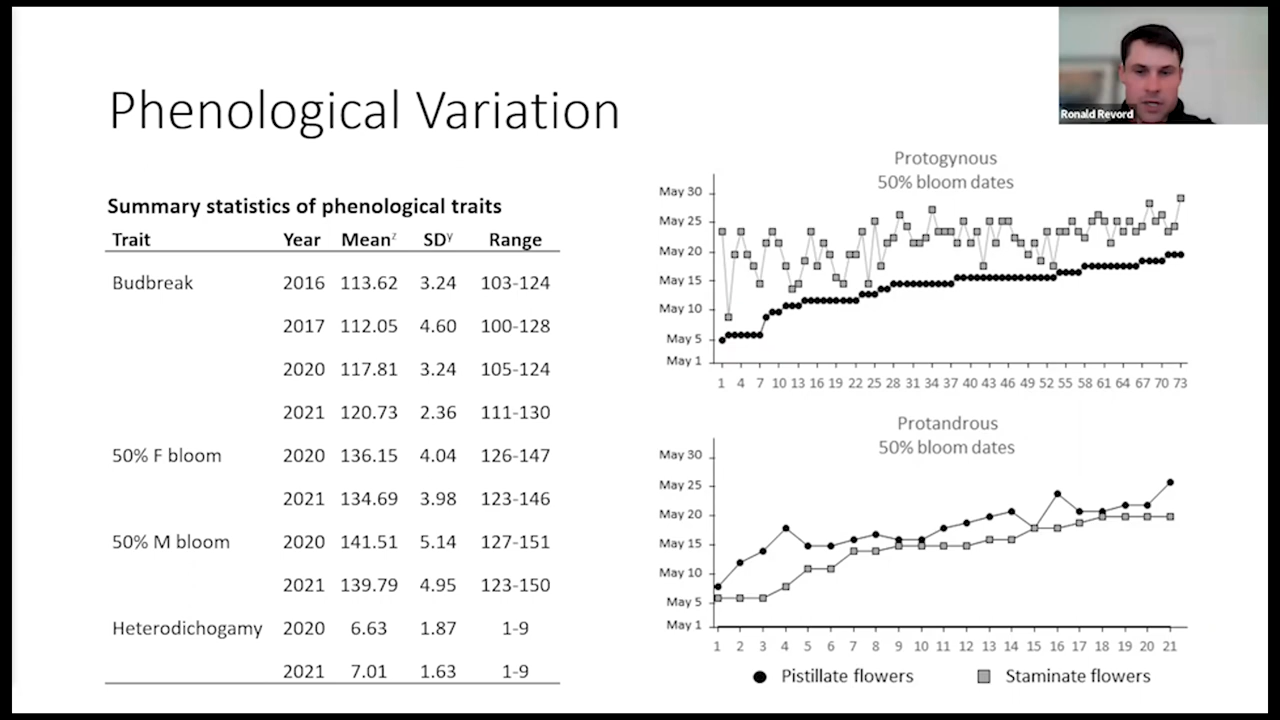 Phenological Variation
Ronald Revord
Summary statistics of phenological traits
Trait Year Meanᶻ SDʸ Range
Budbreak 2016 113.62 3.24 103-124
2017 112.05 4.60 100-128
2020 117.81 3.24 105-124
2021 120.73 2.36 111-130
50% F bloom 2020 136.15 4.04 126-147
2021 134.69 3.98 123-146
50% M bloom 2020 141.51 5.14 127-151
2021 139.79 4.95 123-150
Heterodichogamy 2020 6.63 1.87 1-9
2021 7.01 1.63 1-9
Protogynous
50% bloom dates
May 30
May 25
May 20
May 15
May 10
May 5
May 1
1 4 7 10 13 16 19 22 25 28 31 34 37 40 43 46 49 52 55 58 61 64 67 70 73
Protandrous
50% bloom dates
May 30
May 25
May 20
May 15
May 10
May 5
May 1
1 2 3 4 5 6 7 8 9 10 11 12 13 14 15 16 17 18 19 20 21
Pistillate flowers Staminate flowers